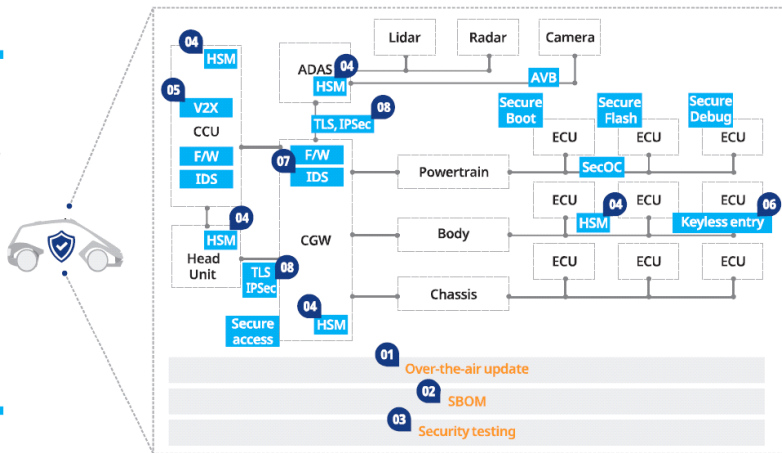 Lidar
Radar
Camera
04
HSM
ADAS
04
HSM
AVB
05
V2X
CCU
F/W
IDS
08
TLS, IPSec
Secure
Boot
Secure
Flash
Secure
Debug
ECU
ECU
ECU
07
F/W
IDS
Powertrain
SecOC
ECU
ECU
ECU
04
HSM
Head
Unit
CGW
Body
04
HSM
06
Keyless entry
08
TLS
IPSec
ECU
ECU
ECU
Chassis
04
HSM
Secure
access
01
Over-the-air update
02
SBOM
03
Security testing